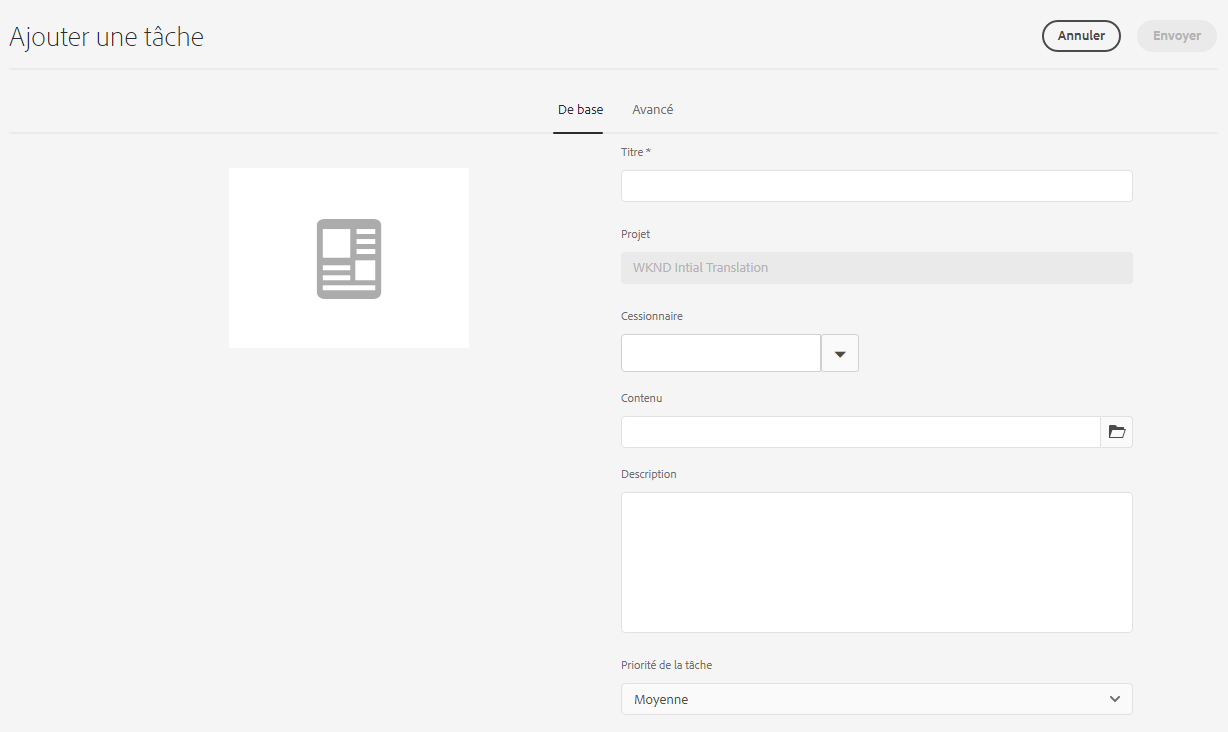 Ajouter une tâche
Annuler
Envoyer
De base
Avancé
Titre *
Projet
WKND Intial Translation
Cessionnaire
Contenu
Description
Priorité de la tâche
Moyenne